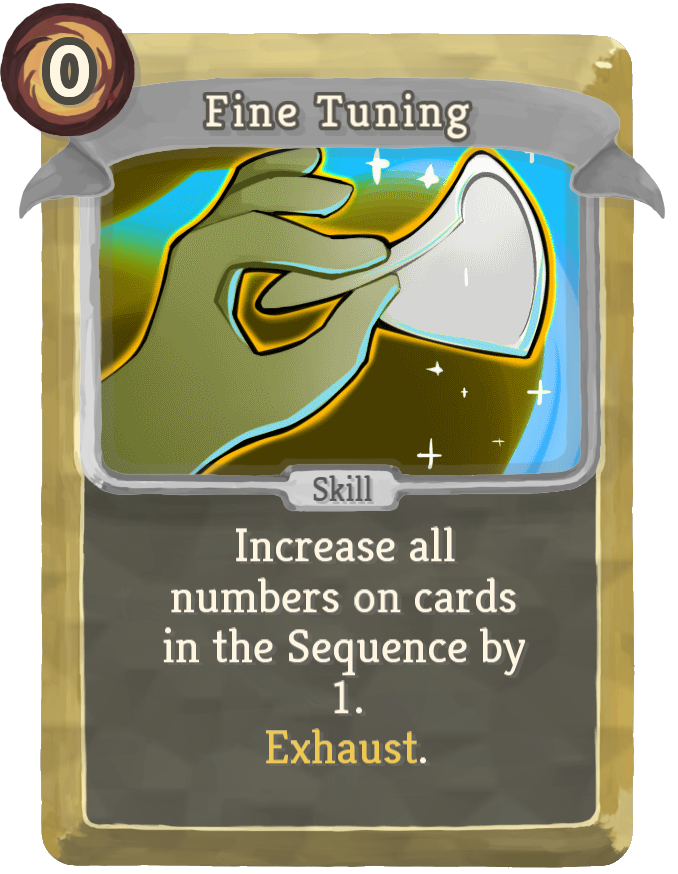 0
Fine Tuning
Skill
Increase all
numbers on cards
in the Sequence by
1.
Exhaust.